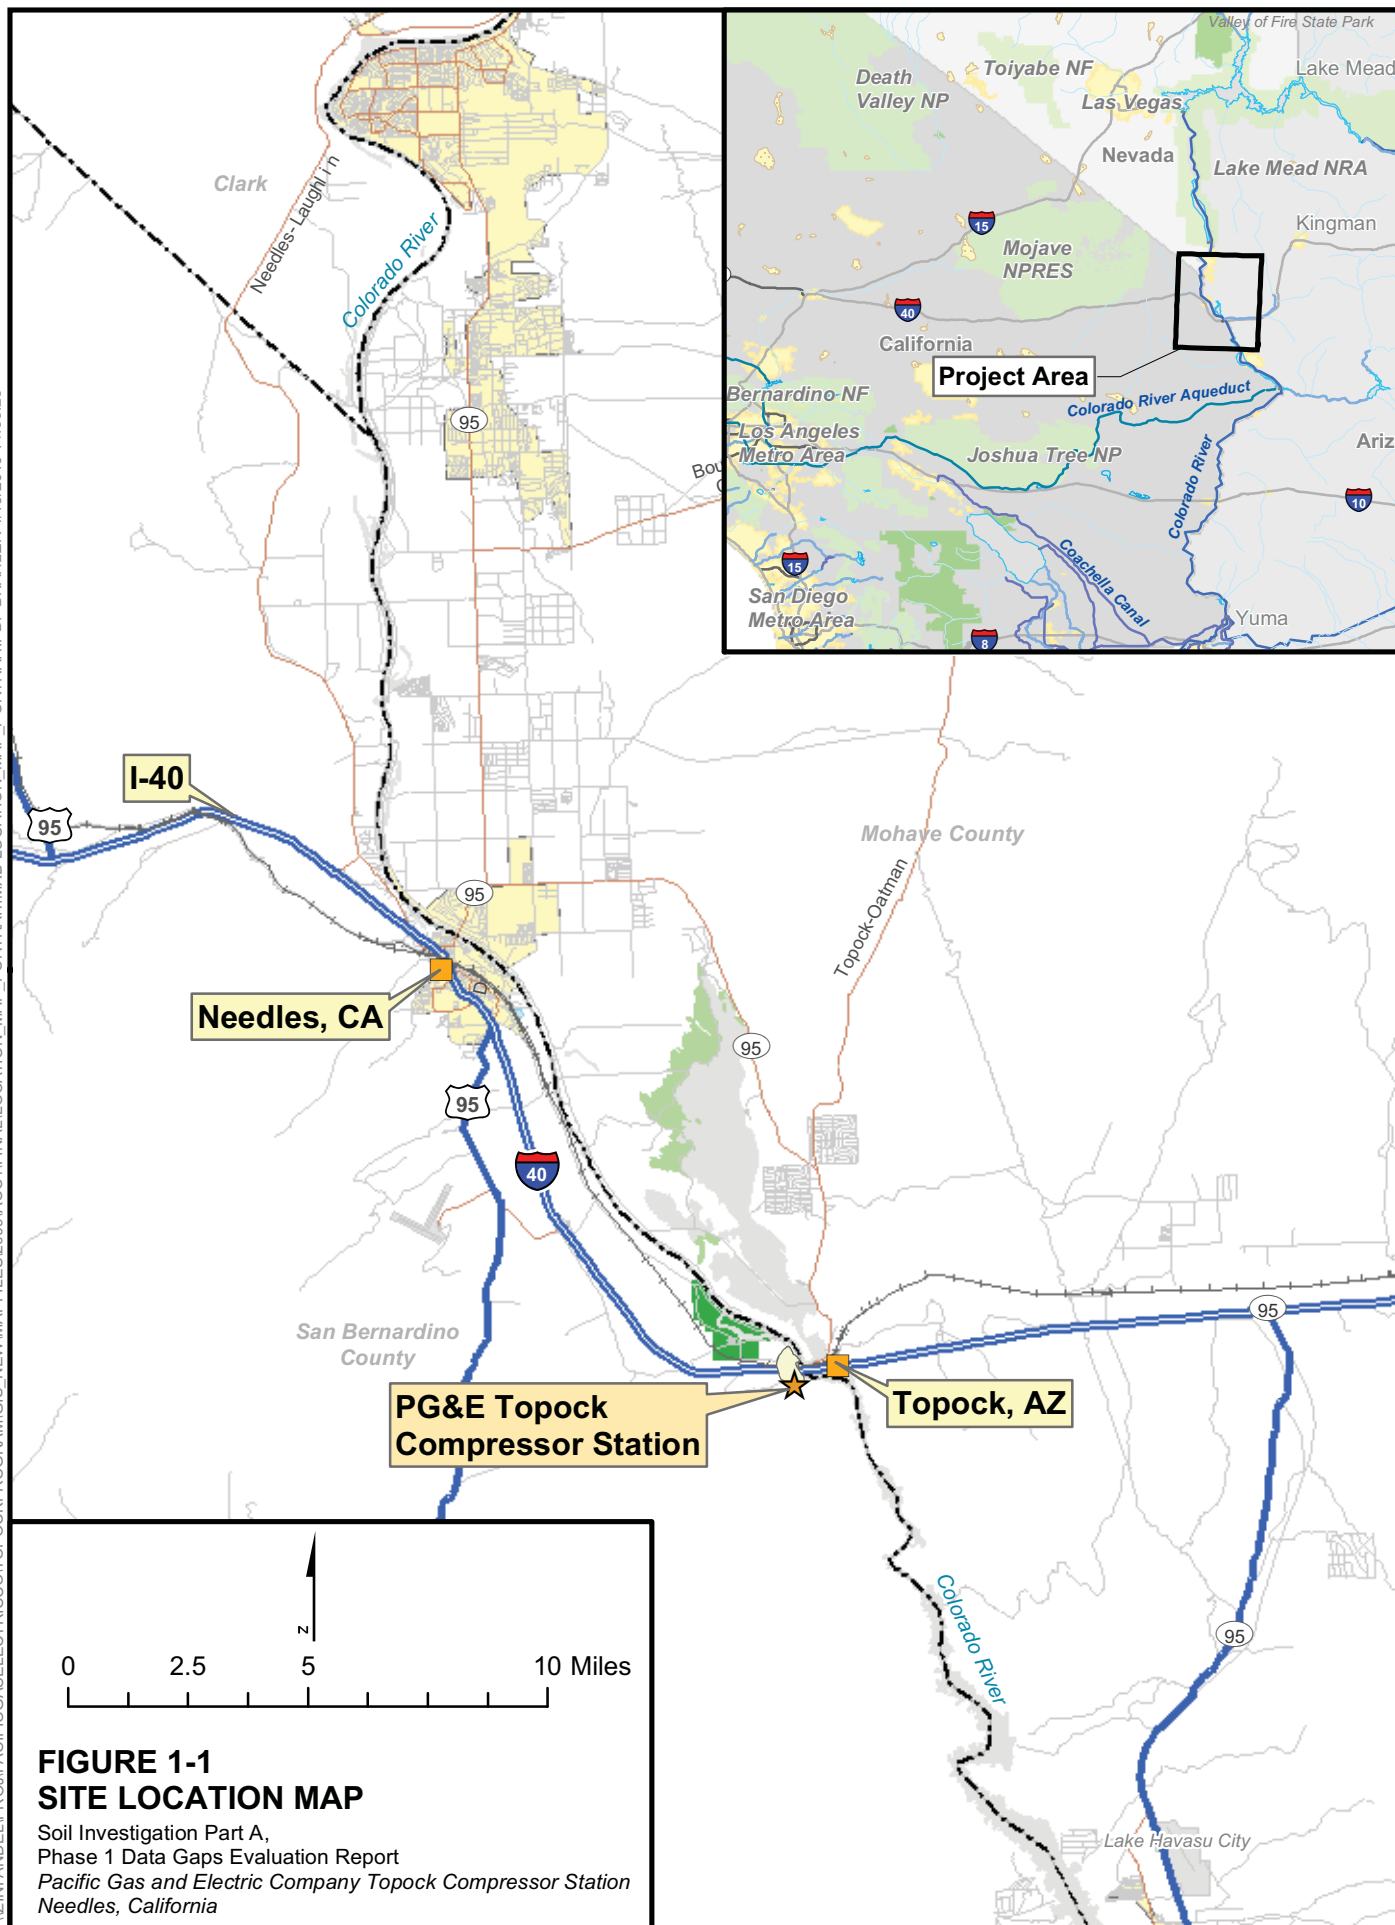 Clark
Needles-Laughlin
Colorado River
95
Valley of Fire State Park
Death
Valley NP
Toiyabe NF
Lake Mead
Las Vegas
Nevada
Lake Mead NRA
15
Kingman
Mojave
NPRES
40
California
Project Area
Bernardino NF
Colorado River Aqueduct
Los Angeles
Metro Area
Joshua Tree NP
Ariz
Colorado River
10
15
Coachella Canal
San Diego
Metro Area
8
Yuma
Bou
I-40
95
Mohave County
95
Topock-Oatman
Needles, CA
95
95
40
San Bernardino
County
95
PG&E Topock
Compressor Station
Topock, AZ
Colorado River
95
Lake Havasu City
z
0 2.5 5 10 Miles
FIGURE 1-1
SITE LOCATION MAP
Soil Investigation Part A,
Phase 1 Data Gaps Evaluation Report
Pacific Gas and Electric Company Topock Compressor Station
Needles, California